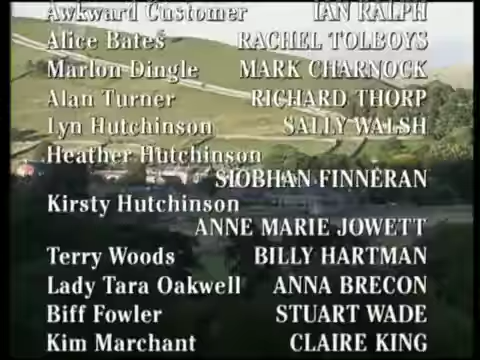 Awkward Customer IAN RALPH
Alice Bates RACHEL TOLBOYS
Marlon Dingle MARK CHARNOCK
Alan Turner RICHARD THORP
Lyn Hutchinson SALLY WALSH
Heather Hutchinson
SIOBHAN FINNERAN
Kirsty Hutchinson
ANNE MARIE JOWETT
Terry Woods BILLY HARTMAN
Lady Tara Oakwell ANNA BRECON
Biff Fowler STUART WADE
Kim Marchant CLAIRE KING